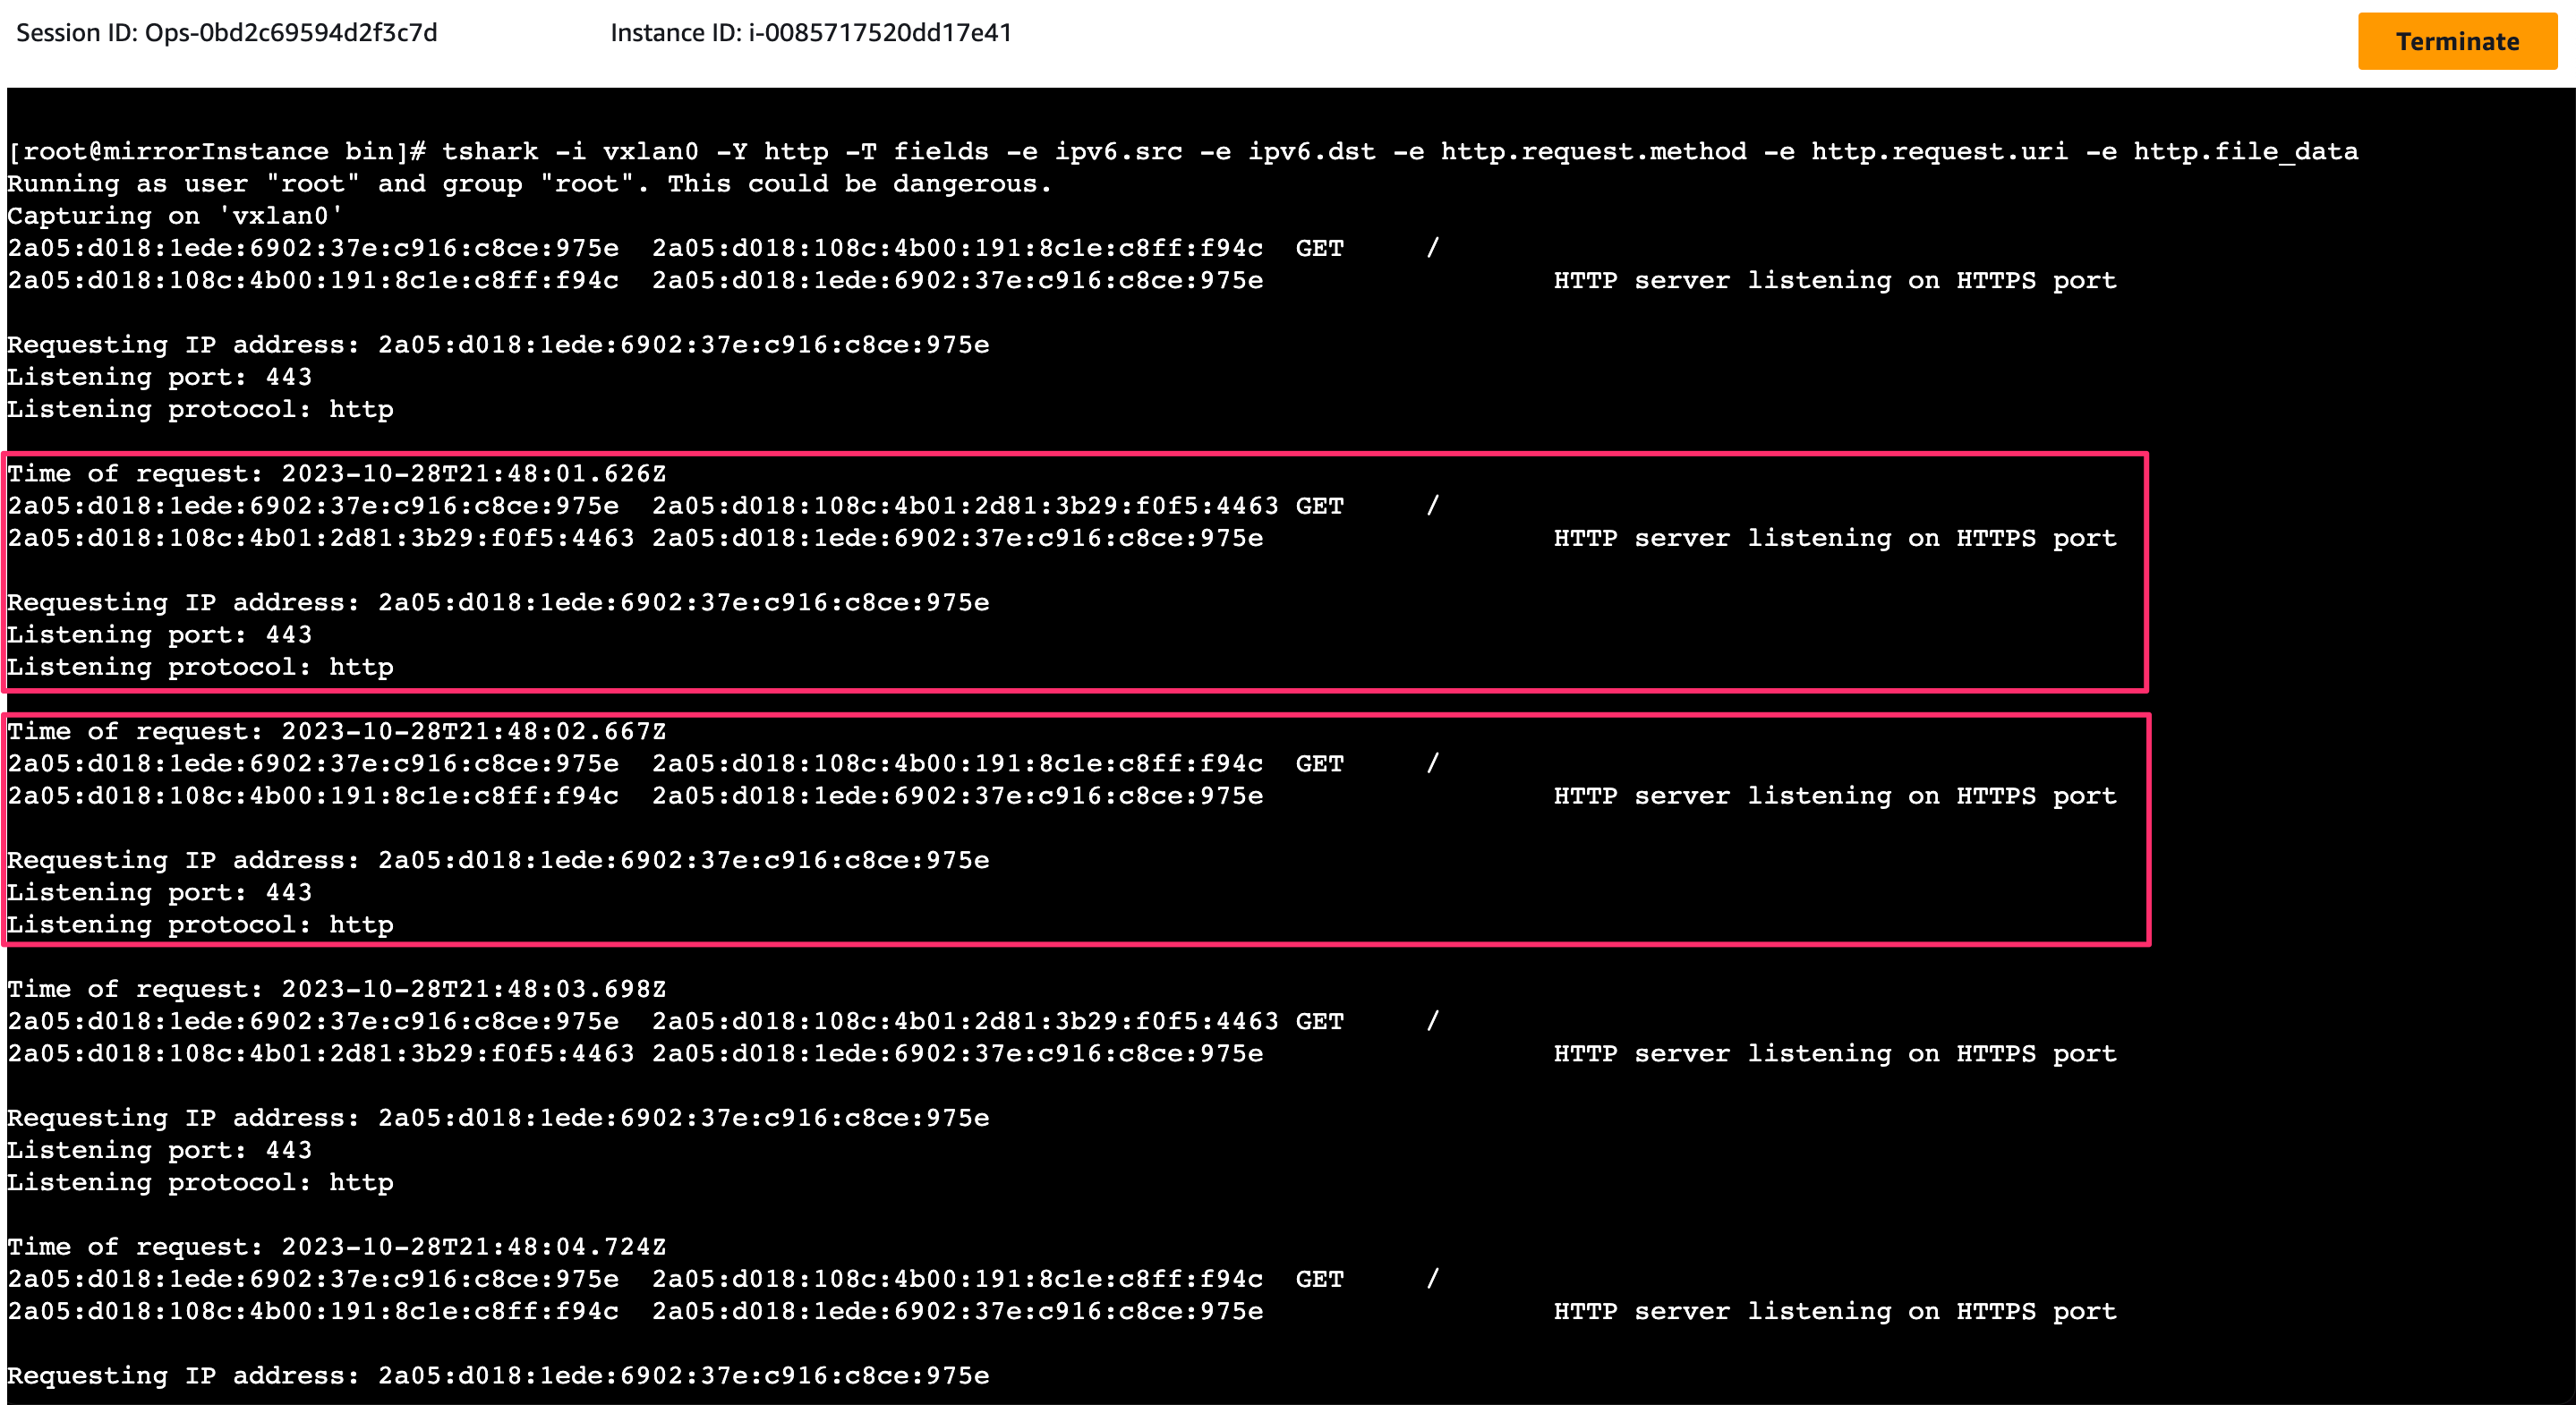 Session ID: Ops-0bd2c69594d2f3c7d Instance ID: i-0085717520dd17e41 Terminate
[root@mirrorInstance bin]# tshark -i vxlan0 -Y http -T fields -e ipv6.src -e ipv6.dst -e http.request.method -e http.request.uri -e http.file_data
Running as user "root" and group "root". This could be dangerous.
Capturing on 'vxlan0'
2a05:d018:1ede:6902:37e:c916:c8ce:975e 2a05:d018:108c:4b00:191:8c1e:c8ff:f94c GET /
2a05:d018:108c:4b00:191:8c1e:c8ff:f94c 2a05:d018:1ede:6902:37e:c916:c8ce:975e HTTP server listening on HTTPS port
Requesting IP address: 2a05:d018:1ede:6902:37e:c916:c8ce:975e
Listening port: 443
Listening protocol: http
Time of request: 2023-10-28T21:48:01.626Z
2a05:d018:1ede:6902:37e:c916:c8ce:975e 2a05:d018:108c:4b01:2d81:3b29:f0f5:4463 GET /
2a05:d018:108c:4b01:2d81:3b29:f0f5:4463 2a05:d018:1ede:6902:37e:c916:c8ce:975e HTTP server listening on HTTPS port
Requesting IP address: 2a05:d018:1ede:6902:37e:c916:c8ce:975e
Listening port: 443
Listening protocol: http
Time of request: 2023-10-28T21:48:02.667Z
2a05:d018:1ede:6902:37e:c916:c8ce:975e 2a05:d018:108c:4b00:191:8c1e:c8ff:f94c GET /
2a05:d018:108c:4b00:191:8c1e:c8ff:f94c 2a05:d018:1ede:6902:37e:c916:c8ce:975e HTTP server listening on HTTPS port
Requesting IP address: 2a05:d018:1ede:6902:37e:c916:c8ce:975e
Listening port: 443
Listening protocol: http
Time of request: 2023-10-28T21:48:03.698Z
2a05:d018:1ede:6902:37e:c916:c8ce:975e 2a05:d018:108c:4b01:2d81:3b29:f0f5:4463 GET /
2a05:d018:108c:4b01:2d81:3b29:f0f5:4463 2a05:d018:1ede:6902:37e:c916:c8ce:975e HTTP server listening on HTTPS port
Requesting IP address: 2a05:d018:1ede:6902:37e:c916:c8ce:975e
Listening port: 443
Listening protocol: http
Time of request: 2023-10-28T21:48:04.724Z
2a05:d018:1ede:6902:37e:c916:c8ce:975e 2a05:d018:108c:4b00:191:8c1e:c8ff:f94c GET /
2a05:d018:108c:4b00:191:8c1e:c8ff:f94c 2a05:d018:1ede:6902:37e:c916:c8ce:975e HTTP server listening on HTTPS port
Requesting IP address: 2a05:d018:1ede:6902:37e:c916:c8ce:975e